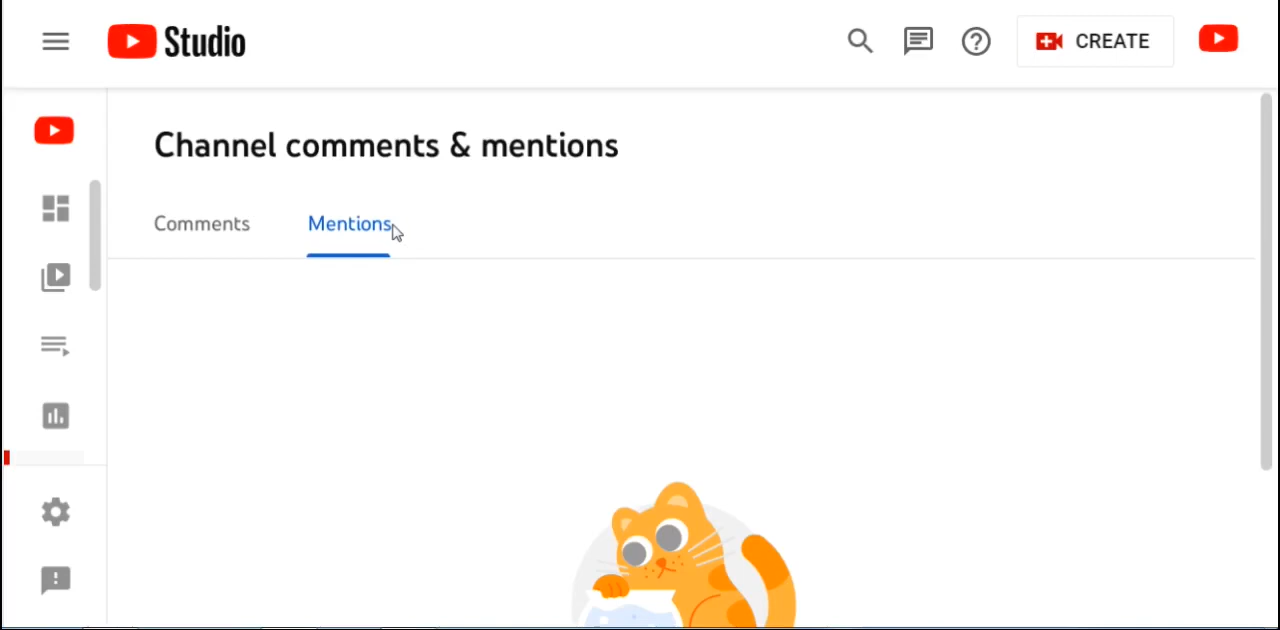 Studio
CREATE
Channel comments & mentions
Comments
Mentions